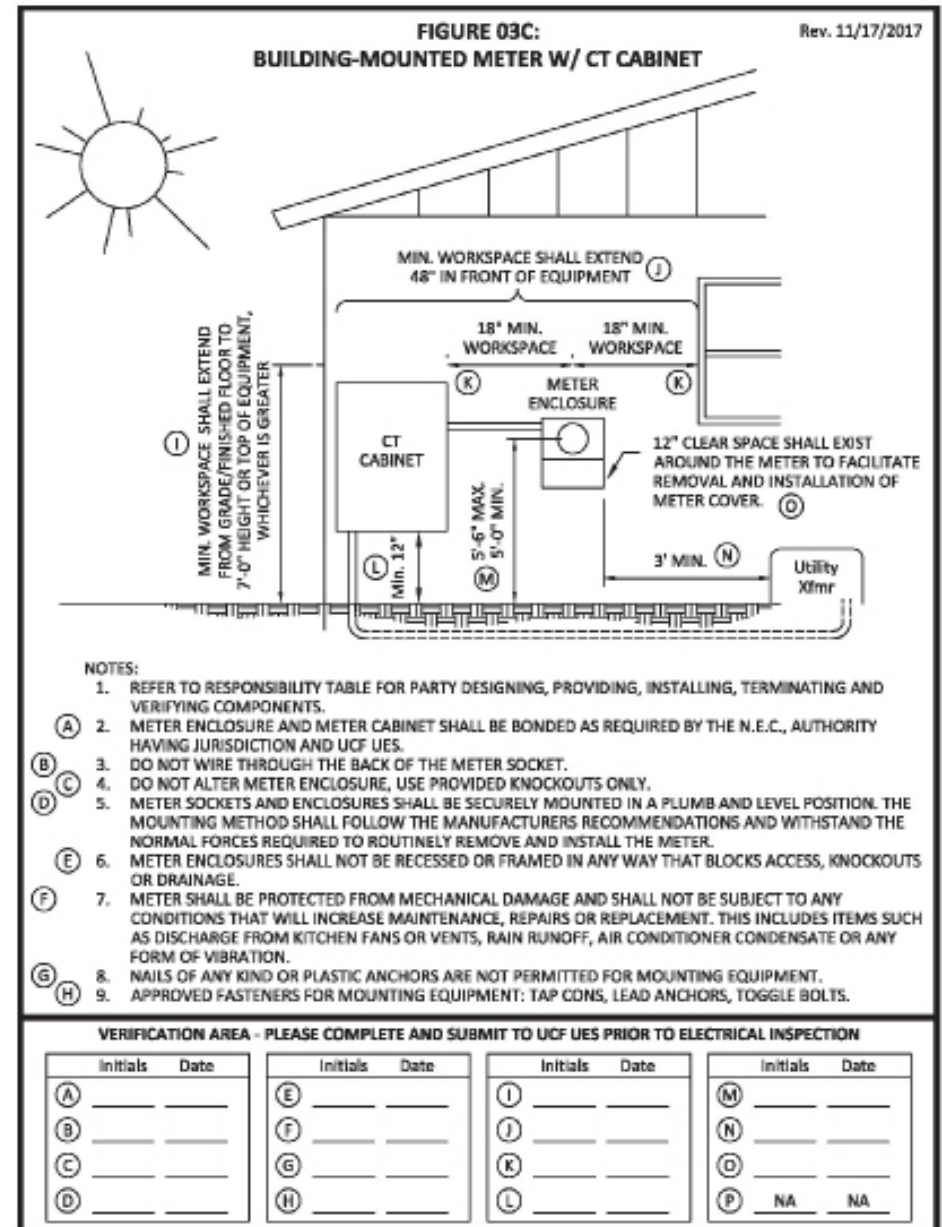 FIGURE 03C:
Rev. 11/17/2017
BUILDING-MOUNTED METER W/ CT CABINET
MIN. WORKSPACE SHALL EXTEND
48" IN FRONT OF EQUIPMENT
J
18" MIN.
WORKSPACE
18" MIN.
WORKSPACE
K
K
I
MIN. WORKSPACE SHALL EXTEND
FROM GRADE/FINISHED FLOOR TO
7'-0" HEIGHT OR TOP OF EQUIPMENT,
WHICHEVER IS GREATER
METER
ENCLOSURE
CT
CABINET
12" CLEAR SPACE SHALL EXIST
AROUND THE METER TO FACILITATE
REMOVAL AND INSTALLATION OF
METER COVER.
O
L
Min. 12"
5'-6" MAX.
5'-0" MIN.
M
3' MIN.
N
Utility
Xfmr
NOTES:
1. REFER TO RESPONSIBILITY TABLE FOR PARTY DESIGNING, PROVIDING, INSTALLING, TERMINATING AND
VERIFYING COMPONENTS.
A 2. METER ENCLOSURE AND METER CABINET SHALL BE BONDED AS REQUIRED BY THE N.E.C., AUTHORITY
HAVING JURISDICTION AND UCF UES.
B 3. DO NOT WIRE THROUGH THE BACK OF THE METER SOCKET.
C 4. DO NOT ALTER METER ENCLOSURE, USE PROVIDED KNOCKOUTS ONLY.
D 5. METER SOCKETS AND ENCLOSURES SHALL BE SECURELY MOUNTED IN A PLUMB AND LEVEL POSITION. THE
MOUNTING METHOD SHALL FOLLOW THE MANUFACTURERS RECOMMENDATIONS AND WITHSTAND THE
NORMAL FORCES REQUIRED TO ROUTINELY REMOVE AND INSTALL THE METER.
E 6. METER ENCLOSURES SHALL NOT BE RECESSED OR FRAMED IN ANY WAY THAT BLOCKS ACCESS, KNOCKOUTS
OR DRAINAGE.
F 7. METER SHALL BE PROTECTED FROM MECHANICAL DAMAGE AND SHALL NOT BE SUBJECT TO ANY
CONDITIONS THAT WILL INCREASE MAINTENANCE, REPAIRS OR REPLACEMENT. THIS INCLUDES ITEMS SUCH
AS DISCHARGE FROM KITCHEN FANS OR VENTS, RAIN RUNOFF, AIR CONDITIONER CONDENSATE OR ANY
FORM OF VIBRATION.
G 8. NAILS OF ANY KIND OR PLASTIC ANCHORS ARE NOT PERMITTED FOR MOUNTING EQUIPMENT.
H 9. APPROVED FASTENERS FOR MOUNTING EQUIPMENT: TAP CONS, LEAD ANCHORS, TOGGLE BOLTS.
VERIFICATION AREA - PLEASE COMPLETE AND SUBMIT TO UCF UES PRIOR TO ELECTRICAL INSPECTION
Initials Date
A
B
C
D
Initials Date
E
F
G
H
Initials Date
I
J
K
L
Initials Date
M
N
O
P NA NA